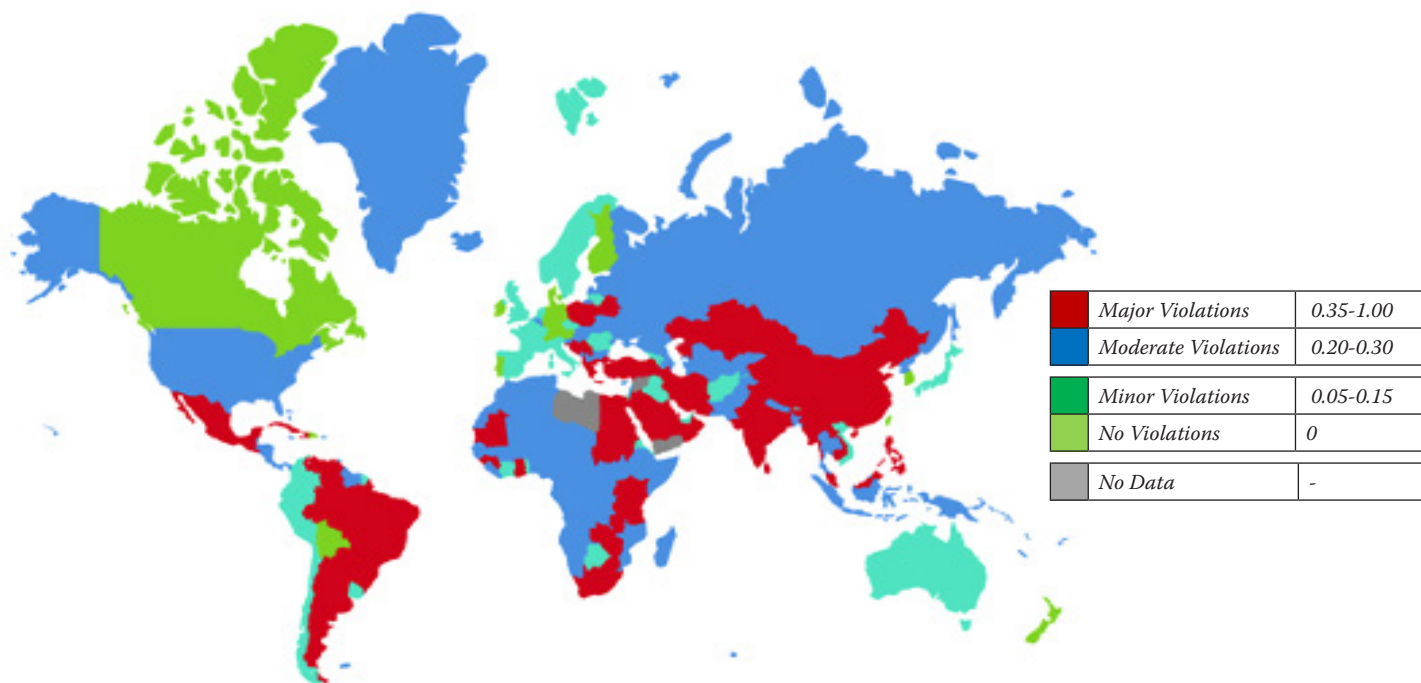 Major Violations 0.35-1.00
Moderate Violations 0.20-0.30
Minor Violations 0.05-0.15
No Violations 0
No Data -